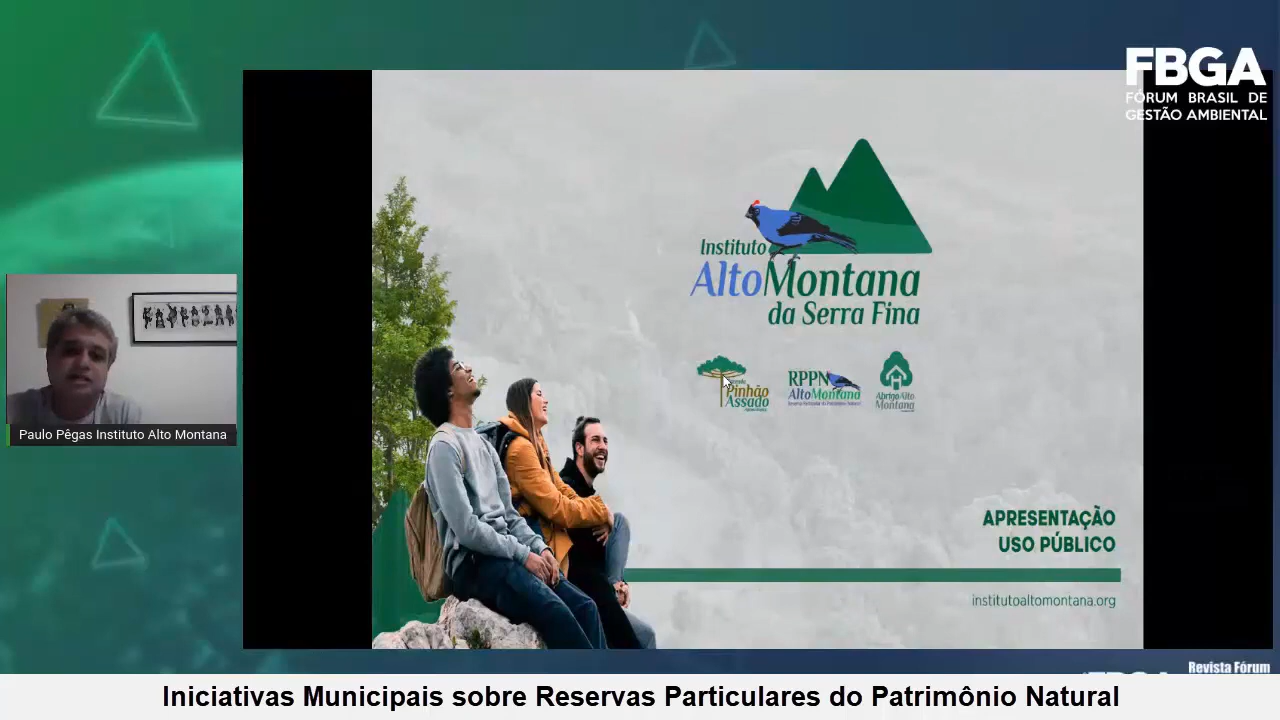 FBGA
FÓRUM BRASIL DE
GESTÃO AMBIENTAL
Instituto
AltoMontana
da Serra Fina
Pinhão
Assado
RPPN
AltoMontana
Abrigo Alto
Montana
Paulo Pêgas Instituto Alto Montana
APRESENTAÇÃO
USO PÚBLICO
institutoaltomontana.org
Revista Fórum
Iniciativas Municipais sobre Reservas Particulares do Patrimônio Natural